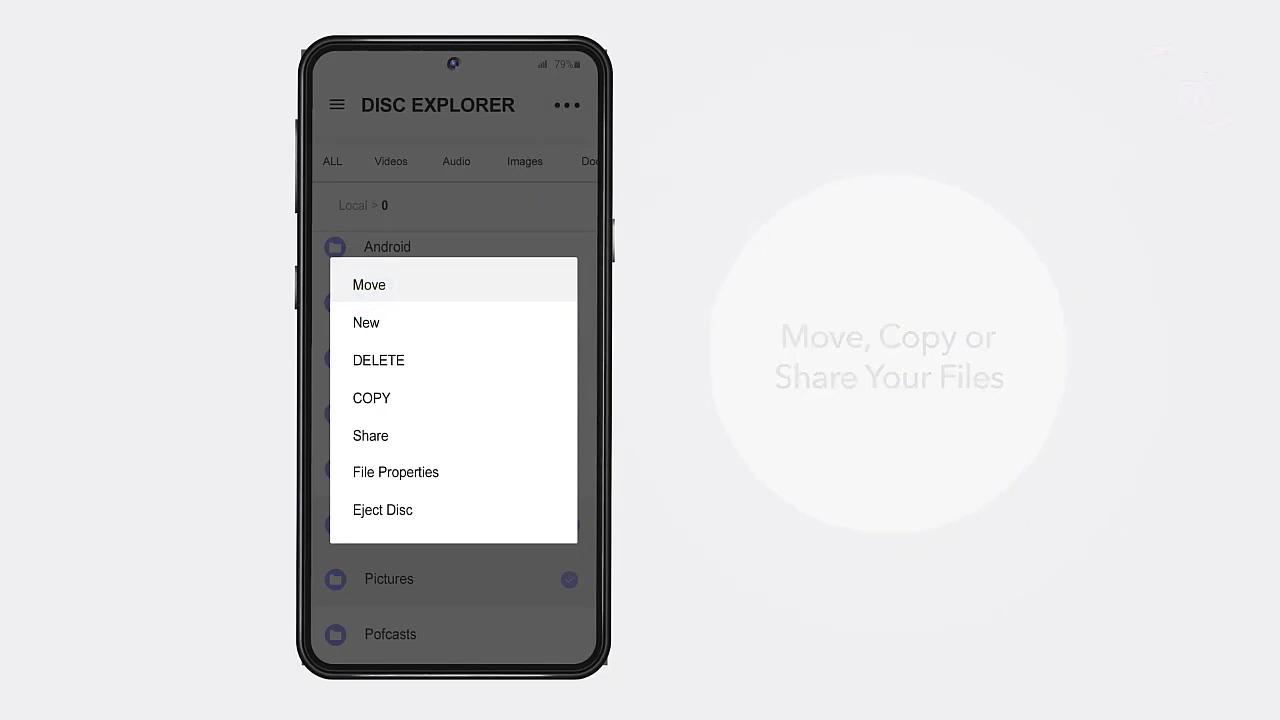 79%
DISC EXPLORER
ALL Videos Audio Images Doc
Local > 0
Android
Move
New
DELETE
COPY
Share
File Properties
Eject Disc
Pictures
Pofcasts
Move, Copy or
Share Your Files